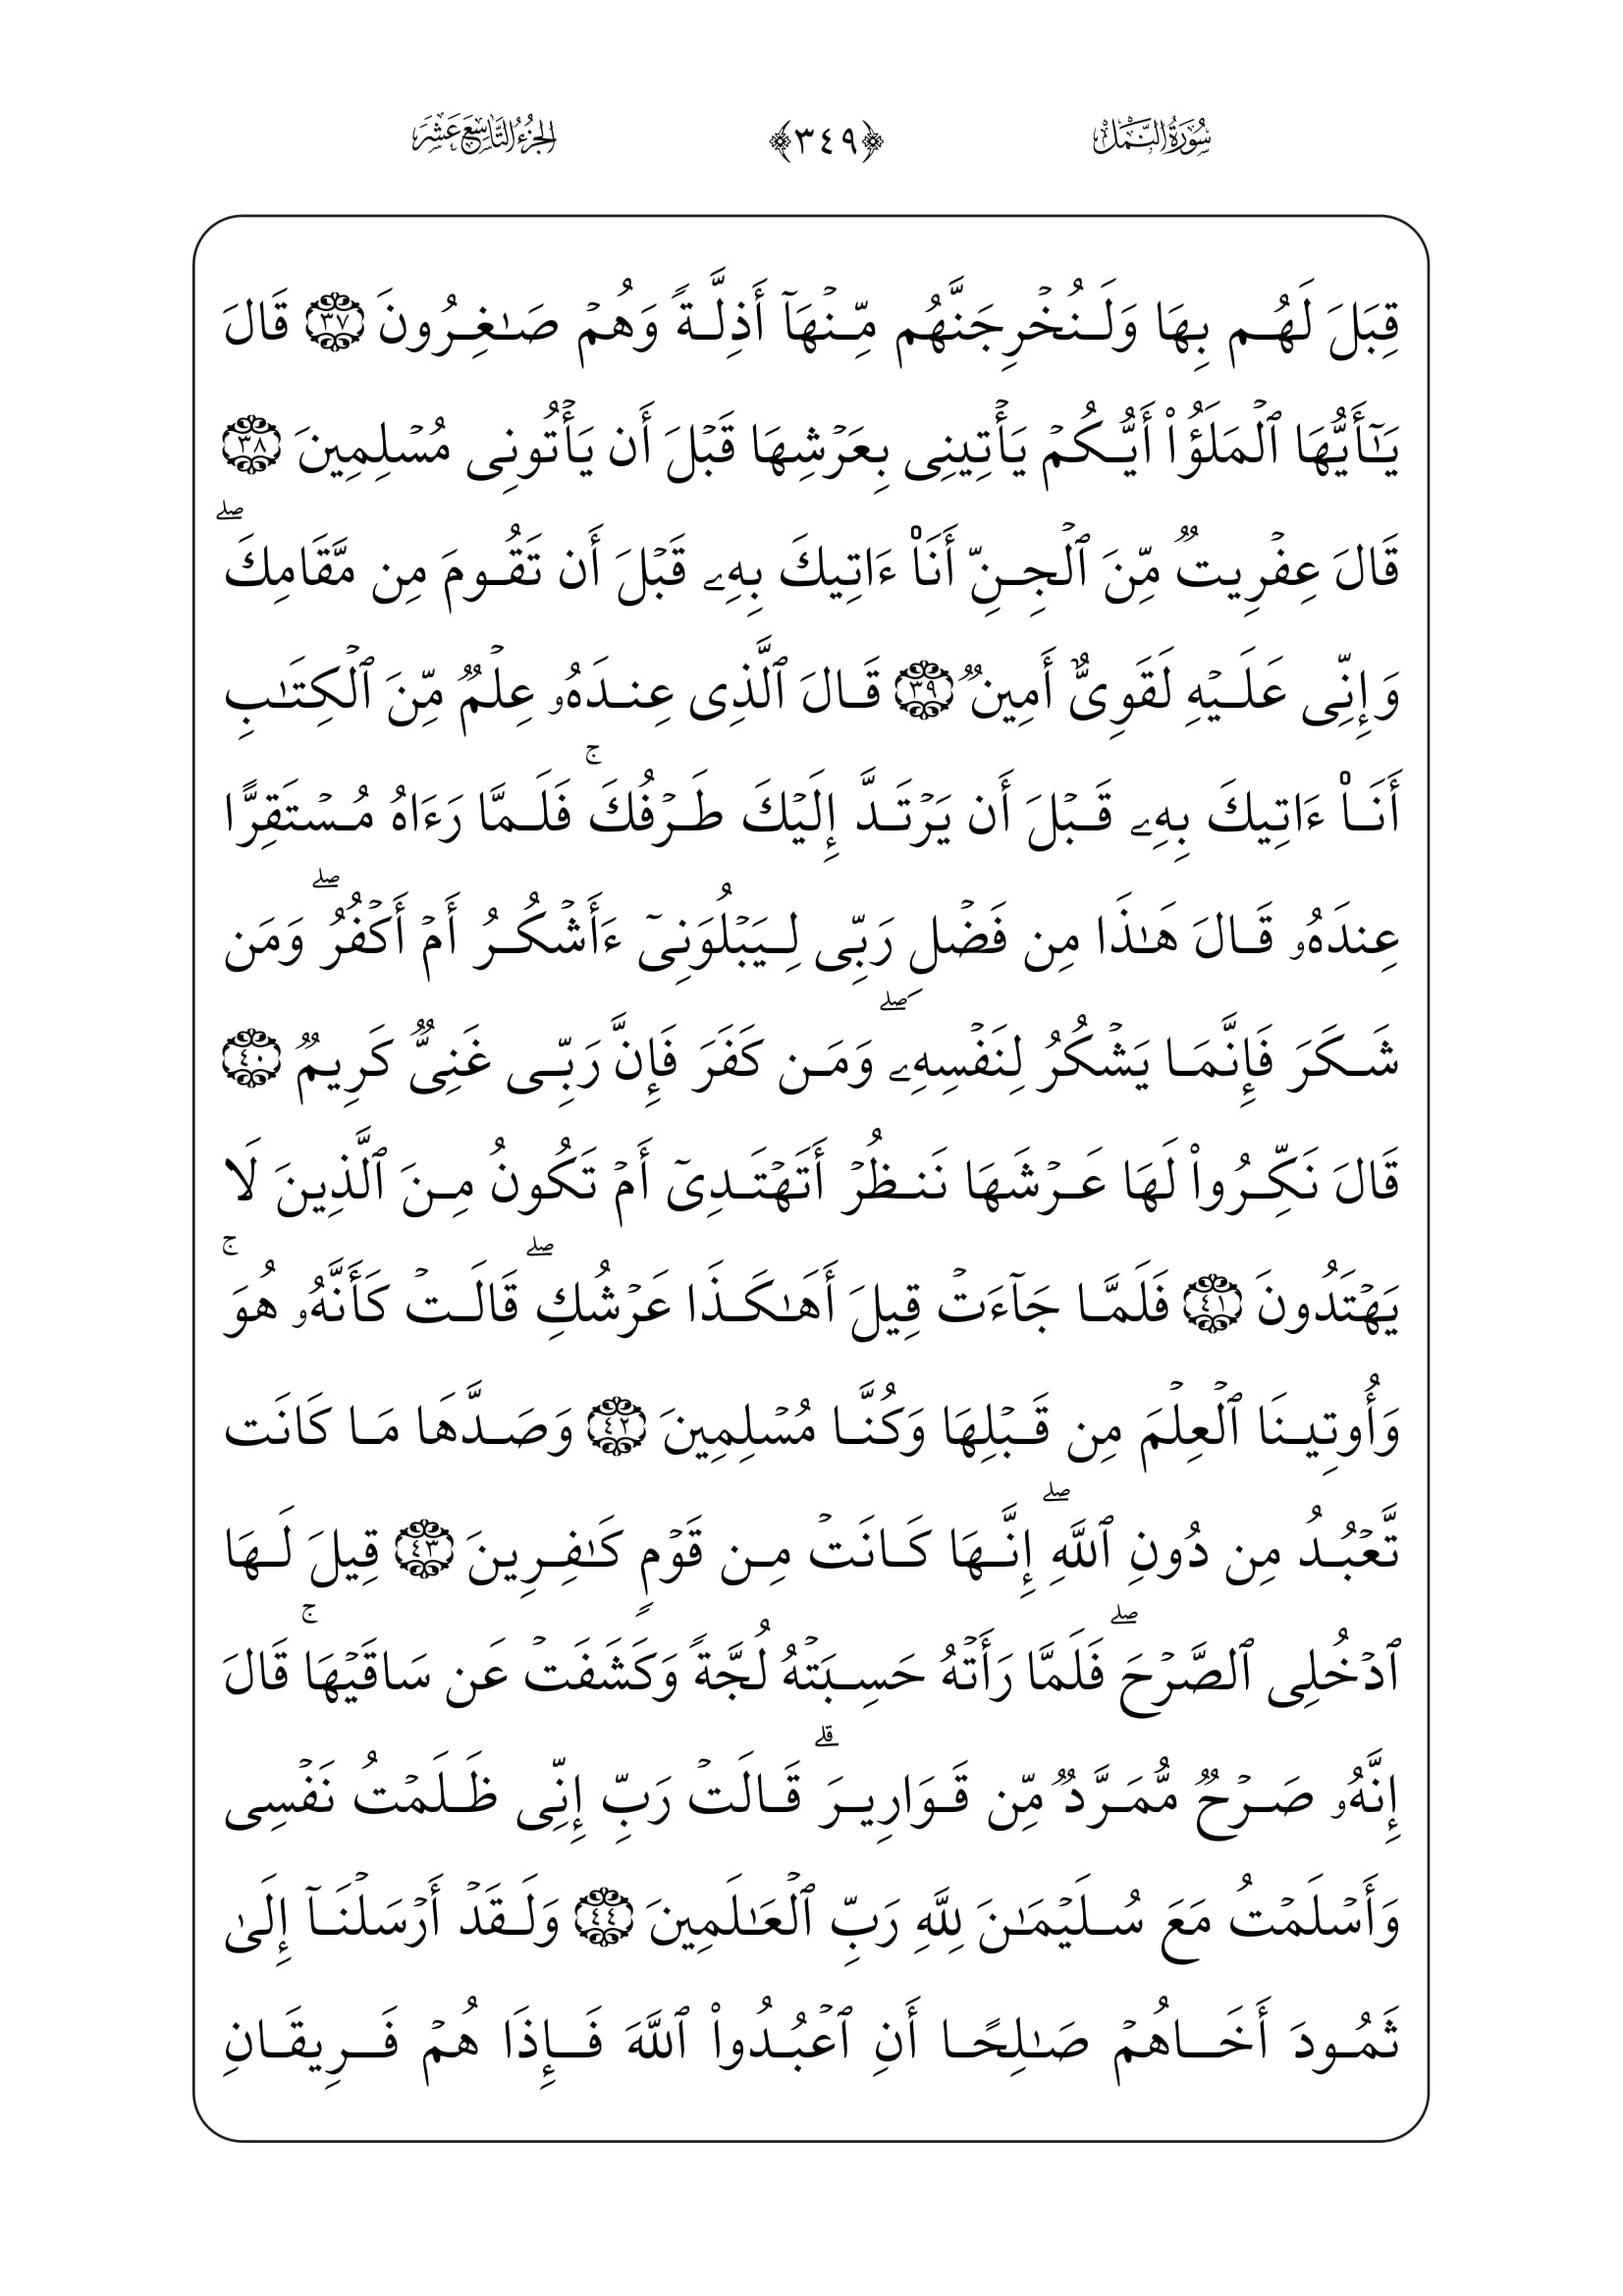 سُورَةُ النَّمۡلِ ﴿٣٤٩﴾ الجُزۡءُ التَّاسِعَ عَشَرَ
قِبَلَ لَهُم بِهَا وَلَنُخۡرِجَنَّهُم مِّنۡهَآ أَذِلَّةً وَهُمۡ صَٰغِرُونَ ٣٧ قَالَ
يَٰٓأَيُّهَا ٱلۡمَلَؤُاْ أَيُّكُمۡ يَأۡتِينِى بِعَرۡشِهَا قَبۡلَ أَن يَأۡتُونِى مُسۡلِمِينَ ٣٨
قَالَ عِفۡرِيتٌ مِّنَ ٱلۡجِنِّ أَنَا۠ ءَاتِيكَ بِهِۦ قَبۡلَ أَن تَقُومَ مِن مَّقَامِكَۖ
وَإِنِّى عَلَيۡهِ لَقَوِىٌّ أَمِينٌ ٣٩ قَالَ ٱلَّذِى عِندَهُۥ عِلۡمٌ مِّنَ ٱلۡكِتَٰبِ
أَنَا۠ ءَاتِيكَ بِهِۦ قَبۡلَ أَن يَرۡتَدَّ إِلَيۡكَ طَرۡفُكَۚ فَلَمَّا رَءَاهُ مُسۡتَقِرًّا
عِندَهُۥ قَالَ هَٰذَا مِن فَضۡلِ رَبِّى لِيَبۡلُوَنِىٓ ءَأَشۡكُرُ أَمۡ أَكۡفُرُۖ وَمَن
شَكَرَ فَإِنَّمَا يَشۡكُرُ لِنَفۡسِهِۦۖ وَمَن كَفَرَ فَإِنَّ رَبِّى غَنِىٌّ كَرِيمٌ ٤٠
قَالَ نَكِّرُواْ لَهَا عَرۡشَهَا نَنظُرۡ أَتَهۡتَدِىٓ أَمۡ تَكُونُ مِنَ ٱلَّذِينَ لَا
يَهۡتَدُونَ ٤١ فَلَمَّا جَآءَتۡ قِيلَ أَهَٰكَذَا عَرۡشُكِۖ قَالَتۡ كَأَنَّهُۥ هُوَۚ
وَأُوتِينَا ٱلۡعِلۡمَ مِن قَبۡلِهَا وَكُنَّا مُسۡلِمِينَ ٤٢ وَصَدَّهَا مَا كَانَت
تَّعۡبُدُ مِن دُونِ ٱللَّهِۖ إِنَّهَا كَانَتۡ مِن قَوۡمٍ كَٰفِرِينَ ٤٣ قِيلَ لَهَا
ٱدۡخُلِى ٱلصَّرۡحَۖ فَلَمَّا رَأَتۡهُ حَسِبَتۡهُ لُجَّةً وَكَشَفَتۡ عَن سَاقَيۡهَاۚ قَالَ
إِنَّهُۥ صَرۡحٌ مُّمَرَّدٌ مِّن قَوَارِيرَۗ قَالَتۡ رَبِّ إِنِّى ظَلَمۡتُ نَفۡسِى
وَأَسۡلَمۡتُ مَعَ سُلَيۡمَٰنَ لِلَّهِ رَبِّ ٱلۡعَٰلَمِينَ ٤٤ وَلَقَدۡ أَرۡسَلۡنَآ إِلَىٰ
ثَمُودَ أَخَاهُمۡ صَٰلِحًا أَنِ ٱعۡبُدُواْ ٱللَّهَ فَإِذَا هُمۡ فَرِيقَانِ